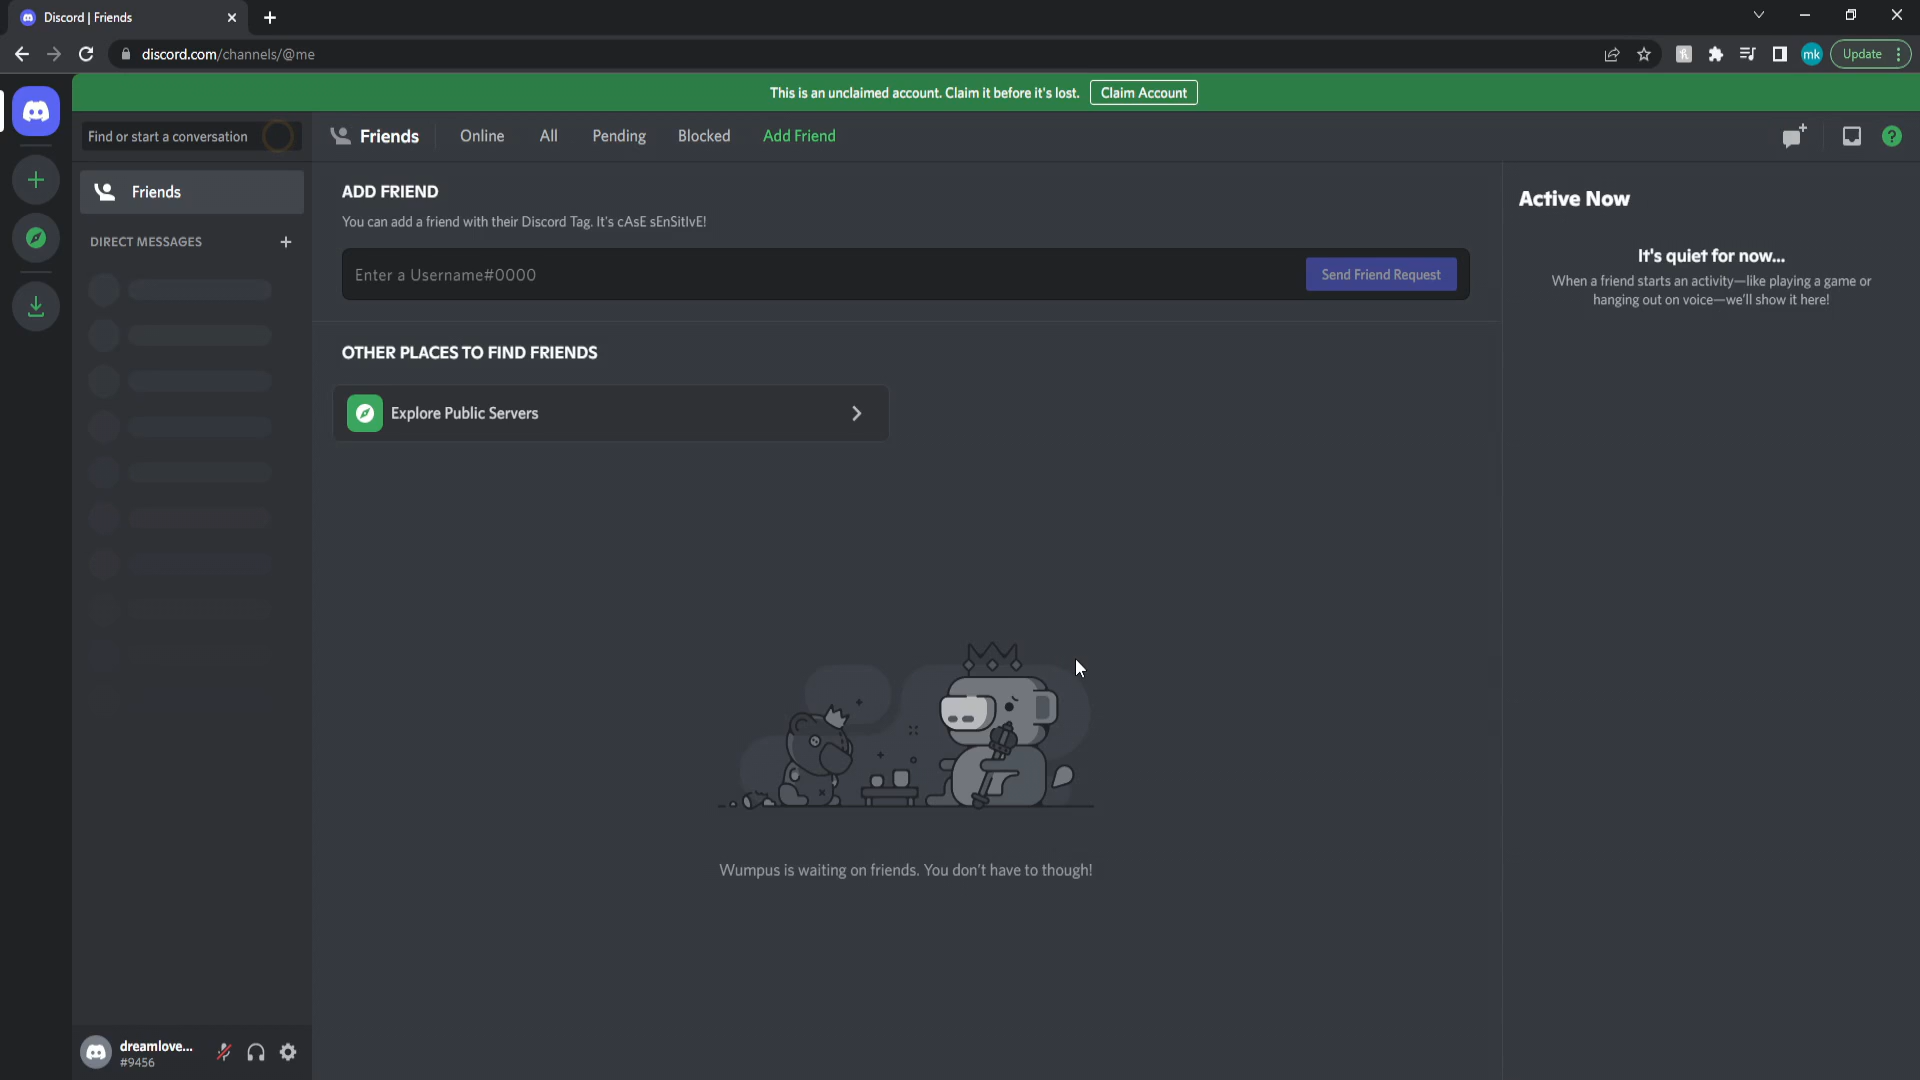 Discord | Friends
discord.com/channels/@me
mk
Update
This is an unclaimed account. Claim it before it's lost.
Claim Account
Find or start a conversation
Friends
Online
All
Pending
Blocked
Add Friend
Friends
DIRECT MESSAGES
ADD FRIEND
You can add a friend with their Discord Tag. It's cAsE sEnSitIvE!
Enter a Username#0000
Send Friend Request
OTHER PLACES TO FIND FRIENDS
Explore Public Servers
Wumpus is waiting on friends. You don't have to though!
Active Now
It's quiet for now...
When a friend starts an activity—like playing a game or
hanging out on voice—we'll show it here!
dreamlove...
#9456